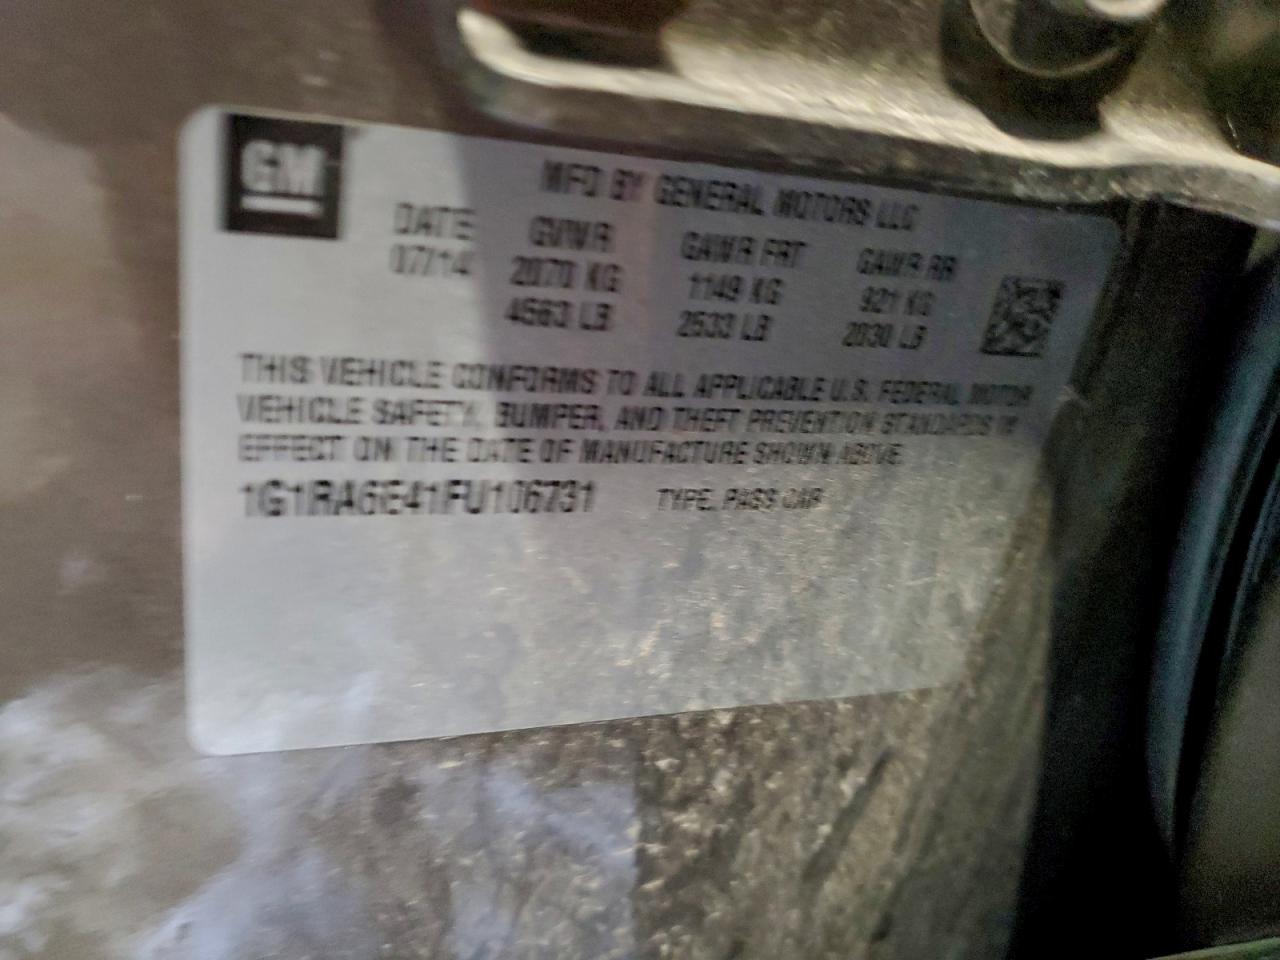 GM
MFD BY GENERAL MOTORS LLC
DATE GVWR GAWR FRT GAWR RR
07/14 2070 KG 1149 KG 921 KG
4563 LB 2533 LB 2030 LB
THIS VEHICLE CONFORMS TO ALL APPLICABLE U.S. FEDERAL MOTOR
VEHICLE SAFETY, BUMPER, AND THEFT PREVENTION STANDARDS IN
EFFECT ON THE DATE OF MANUFACTURE SHOWN ABOVE.
1G1RA6E41FU106731 TYPE: PASS CAR